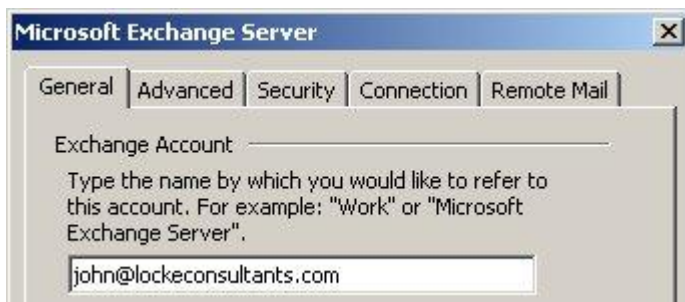 Microsoft Exchange Server
General Advanced Security Connection Remote Mail
Exchange Account
Type the name by which you would like to refer to
this account. For example: "Work" or "Microsoft
Exchange Server".
john@lockeconsultants.com